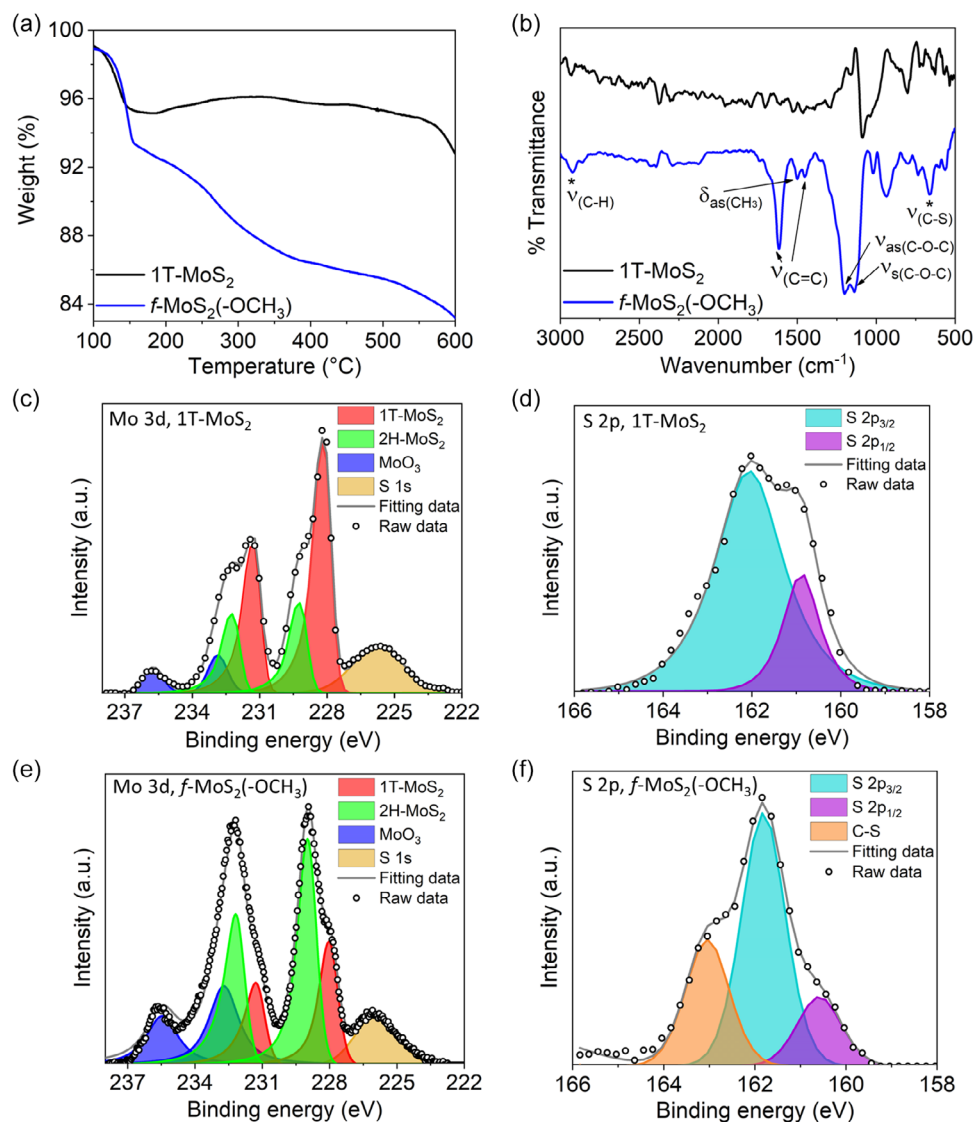 (a)
100
96
92
88
84
Weight (%)
1T-MoS₂
f-MoS₂(-OCH₃)
100 200 300 400 500 600
Temperature (°C)
(b)
% Transmittance
*
ν(C-H)
δas(CH₃)
ν(C=C)
*
ν(C-S)
νas(C-O-C)
νs(C-O-C)
1T-MoS₂
f-MoS₂(-OCH₃)
3000 2500 2000 1500 1000 500
Wavenumber (cm⁻¹)
(c)
Mo 3d, 1T-MoS₂
1T-MoS₂
2H-MoS₂
MoO₃
S 1s
Fitting data
Raw data
Intensity (a.u.)
237 234 231 228 225 222
Binding energy (eV)
(d)
S 2p, 1T-MoS₂
S 2p₃/₂
S 2p₁/₂
Fitting data
Raw data
Intensity (a.u.)
166 164 162 160 158
Binding energy (eV)
(e)
Mo 3d, f-MoS₂(-OCH₃)
1T-MoS₂
2H-MoS₂
MoO₃
S 1s
Fitting data
Raw data
Intensity (a.u.)
237 234 231 228 225 222
Binding energy (eV)
(f)
S 2p, f-MoS₂(-OCH₃)
S 2p₃/₂
S 2p₁/₂
C-S
Fitting data
Raw data
Intensity (a.u.)
166 164 162 160 158
Binding energy (eV)